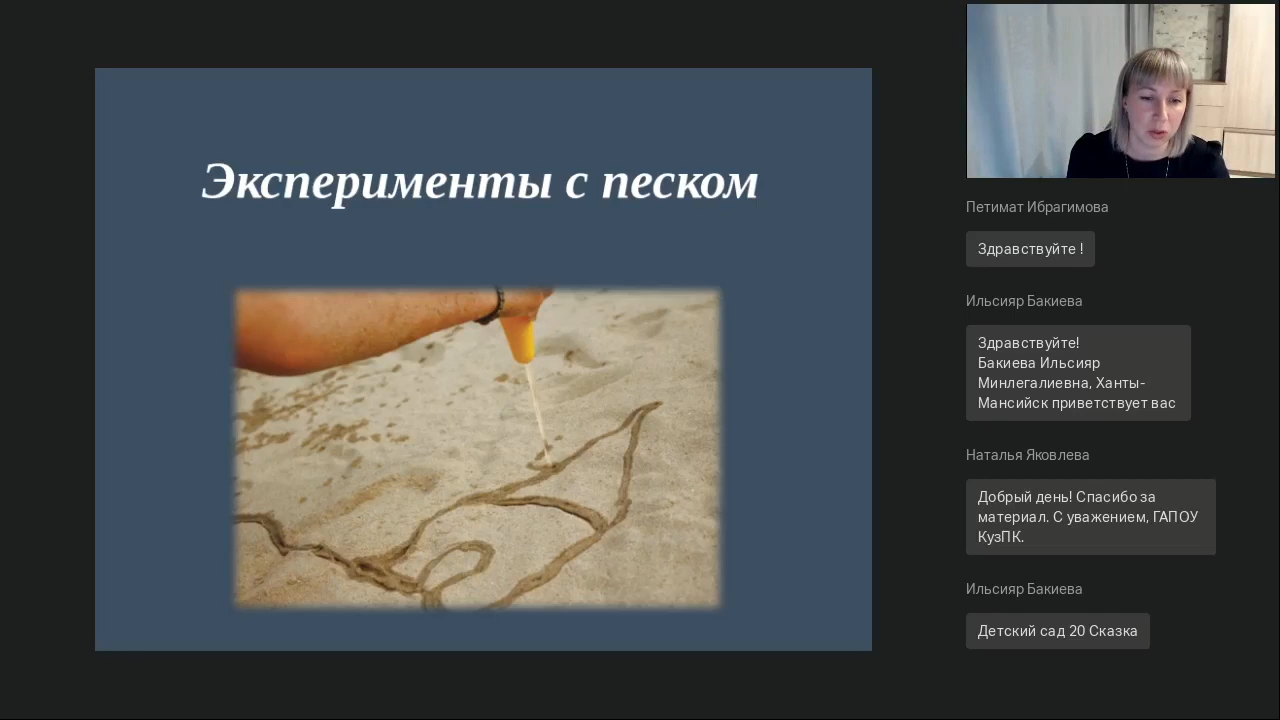 Эксперименты с песком
Петимат Ибрагимова
Здравствуйте !
Ильсияр Бакиева
Здравствуйте!
Бакиева Ильсияр
Минлегалиевна, Ханты-
Мансийск приветствует вас
Наталья Яковлева
Добрый день! Спасибо за
материал. С уважением, ГАПОУ
КузПК.
Ильсияр Бакиева
Детский сад 20 Сказка